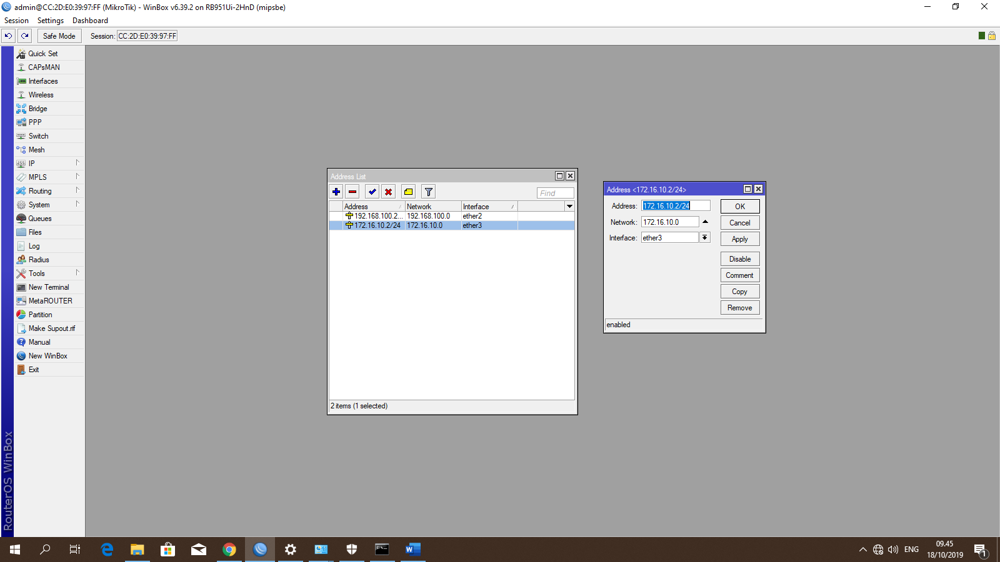 admin@CC:2D:E0:39:97:FF (MikroTik) - WinBox v6.39.2 on RB951Ui-2HnD (mipsbe)
Session Settings Dashboard
Safe Mode Session: CC:2D:E0:39:97:FF
Quick Set
CAPsMAN
Interfaces
Wireless
Bridge
PPP
Switch
Mesh
IP
MPLS
Routing
System
Queues
Files
Log
Radius
Tools
New Terminal
MetaROUTER
Partition
Make Supout.rif
Manual
New WinBox
Exit
RouterOS WinBox
Address List
Find
Address Network Interface
192.168.100.2... 192.168.100.0 ether2
172.16.10.2/24 172.16.10.0 ether3
2 items (1 selected)
Address <172.16.10.2/24>
Address: 172.16.10.2/24
Network: 172.16.10.0
Interface: ether3
OK
Cancel
Apply
Disable
Comment
Copy
Remove
enabled
ENG
09.45
18/10/2019
1